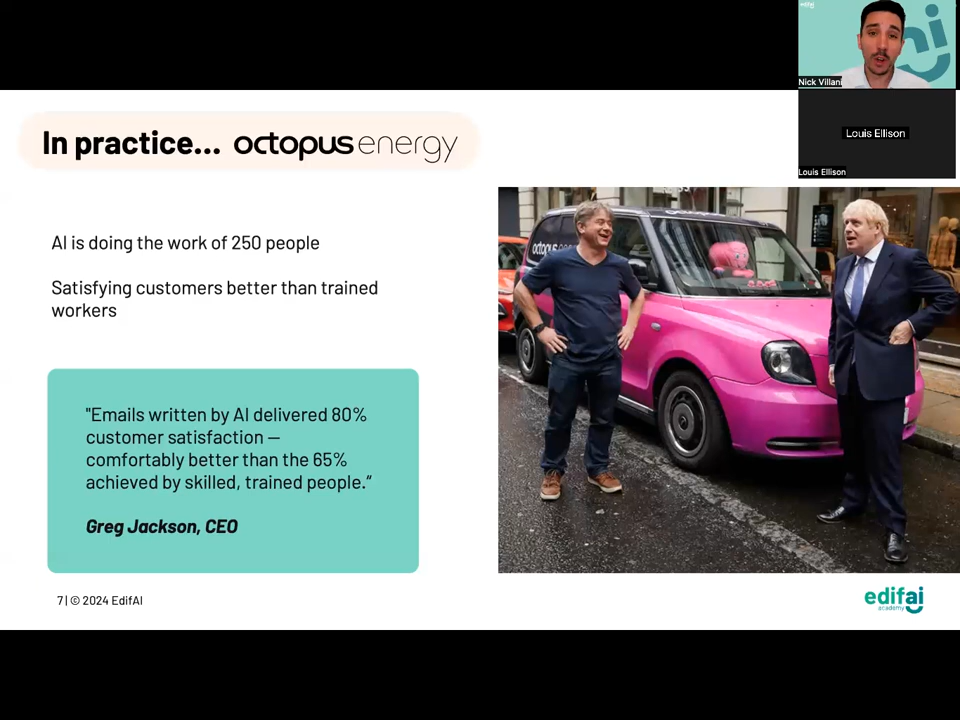 edifai
Nick Villani
Louis Ellison
Louis Ellison
In practice... octopus energy
AI is doing the work of 250 people
Satisfying customers better than trained
workers
"Emails written by AI delivered 80%
customer satisfaction —
comfortably better than the 65%
achieved by skilled, trained people.”
Greg Jackson, CEO
octopus
7 | © 2024 EdifAI
edifai
academy